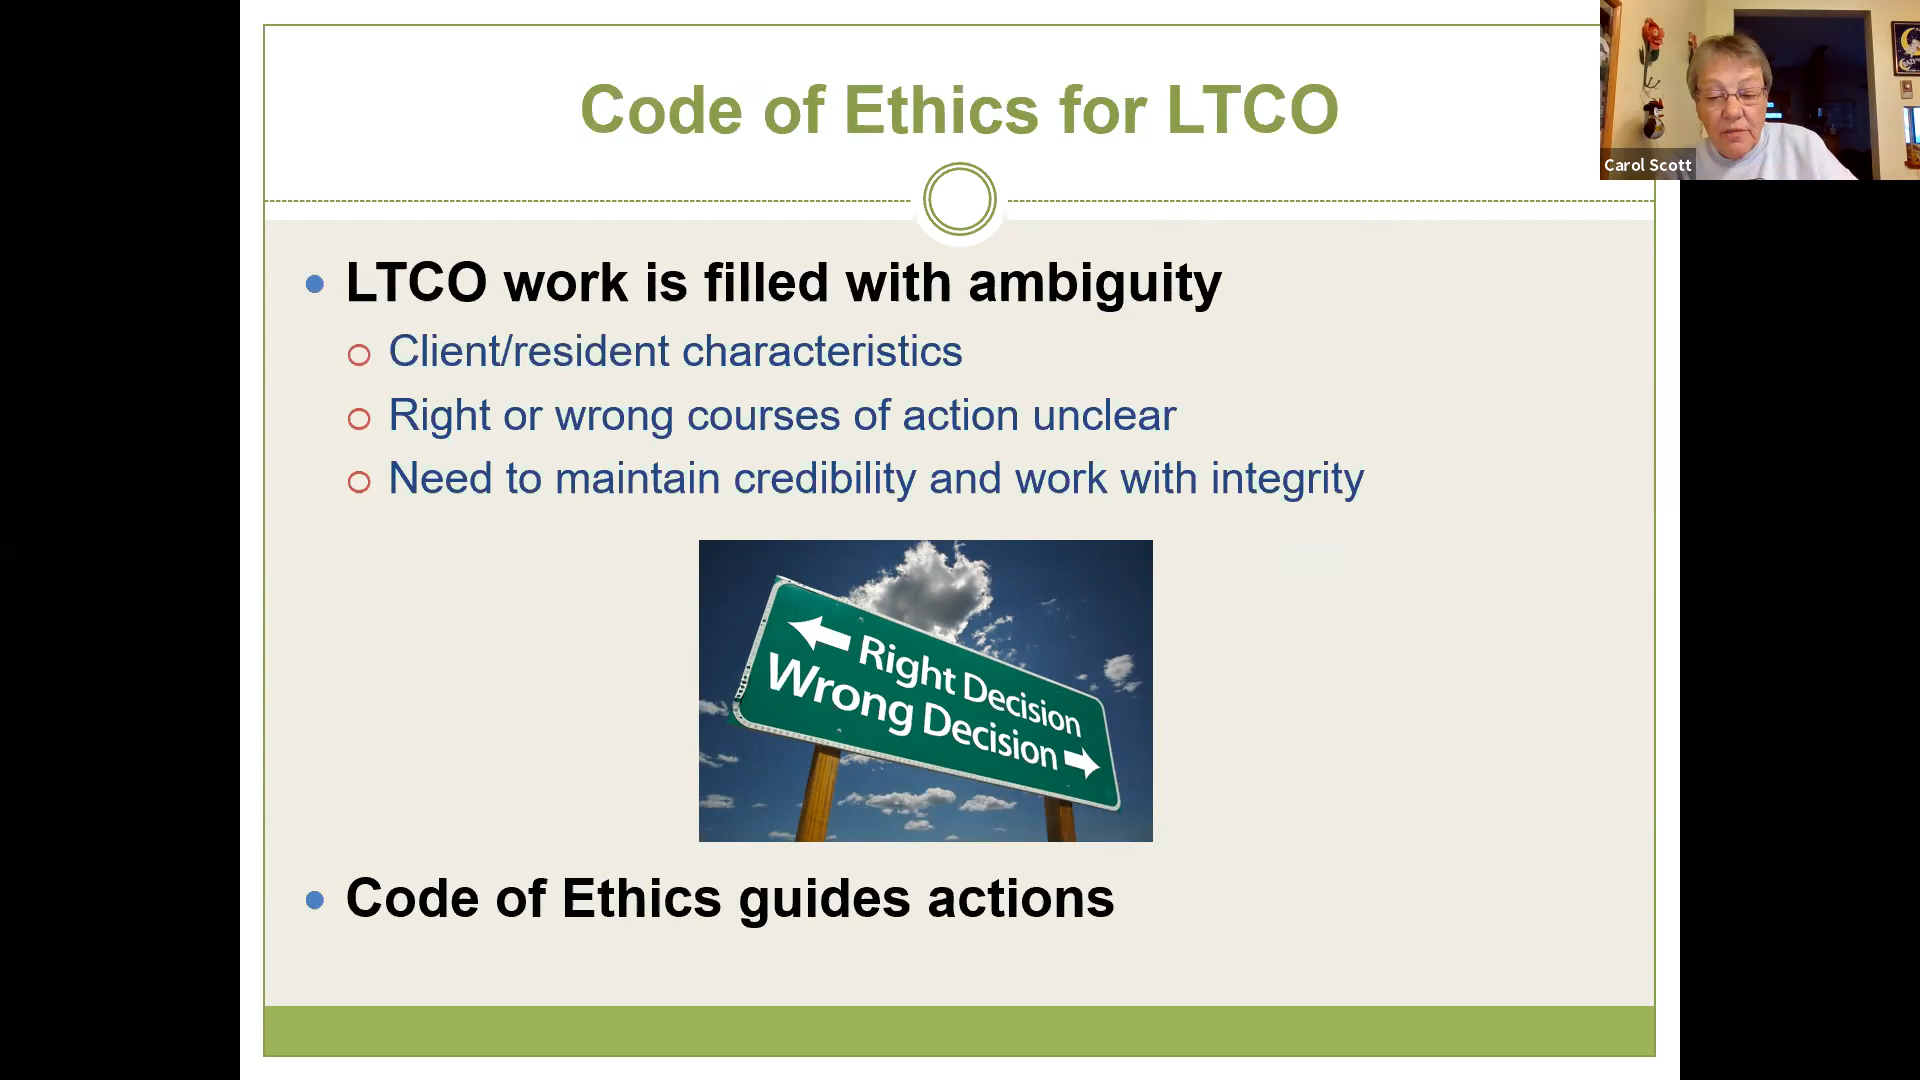 Code of Ethics for LTCO
Carol Scott
LTCO work is filled with ambiguity
Client/resident characteristics
Right or wrong courses of action unclear
Need to maintain credibility and work with integrity
Right Decision
Wrong Decision
Code of Ethics guides actions